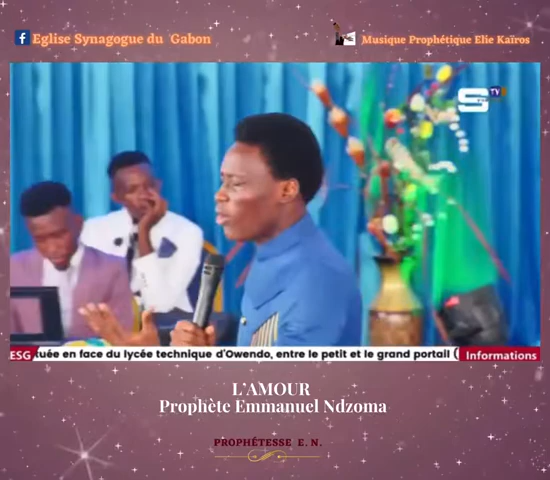 Eglise Synagogue du Gabon
Musique Prophétique Elie Kaïros
S
TV
ESG
tuée en face du lycée technique d'Owendo, entre le petit et le grand portail (
Informations
L'AMOUR
Prophète Emmanuel Ndzoma
PROPHÉTESSE E. N.